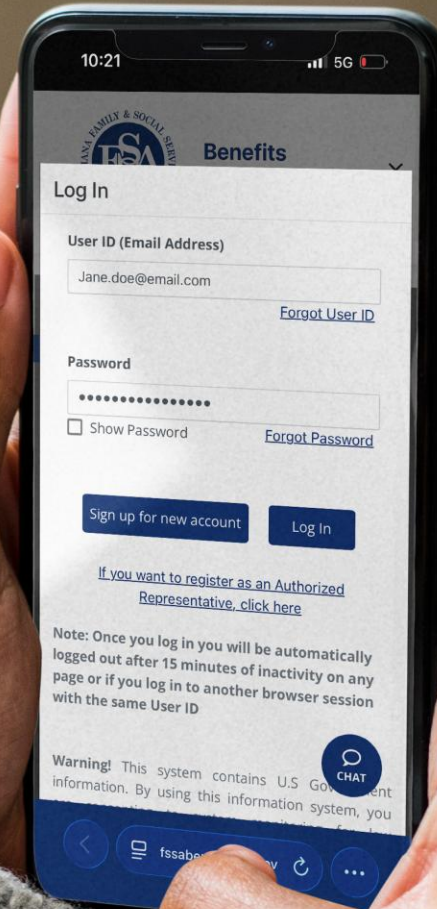 10:21
5G
FAMILY & SOCIAL
FSA
Benefits
Log In
User ID (Email Address)
Jane.doe@email.com
Forgot User ID
Password
••••••••••••••••
Show Password
Forgot Password
Sign up for new account
Log In
If you want to register as an Authorized
Representative, click here
Note: Once you log in you will be automatically
logged out after 15 minutes of inactivity on any
page or if you log in to another browser session
with the same User ID
Warning! This system contains U.S
information. By using this information system, you
CHAT